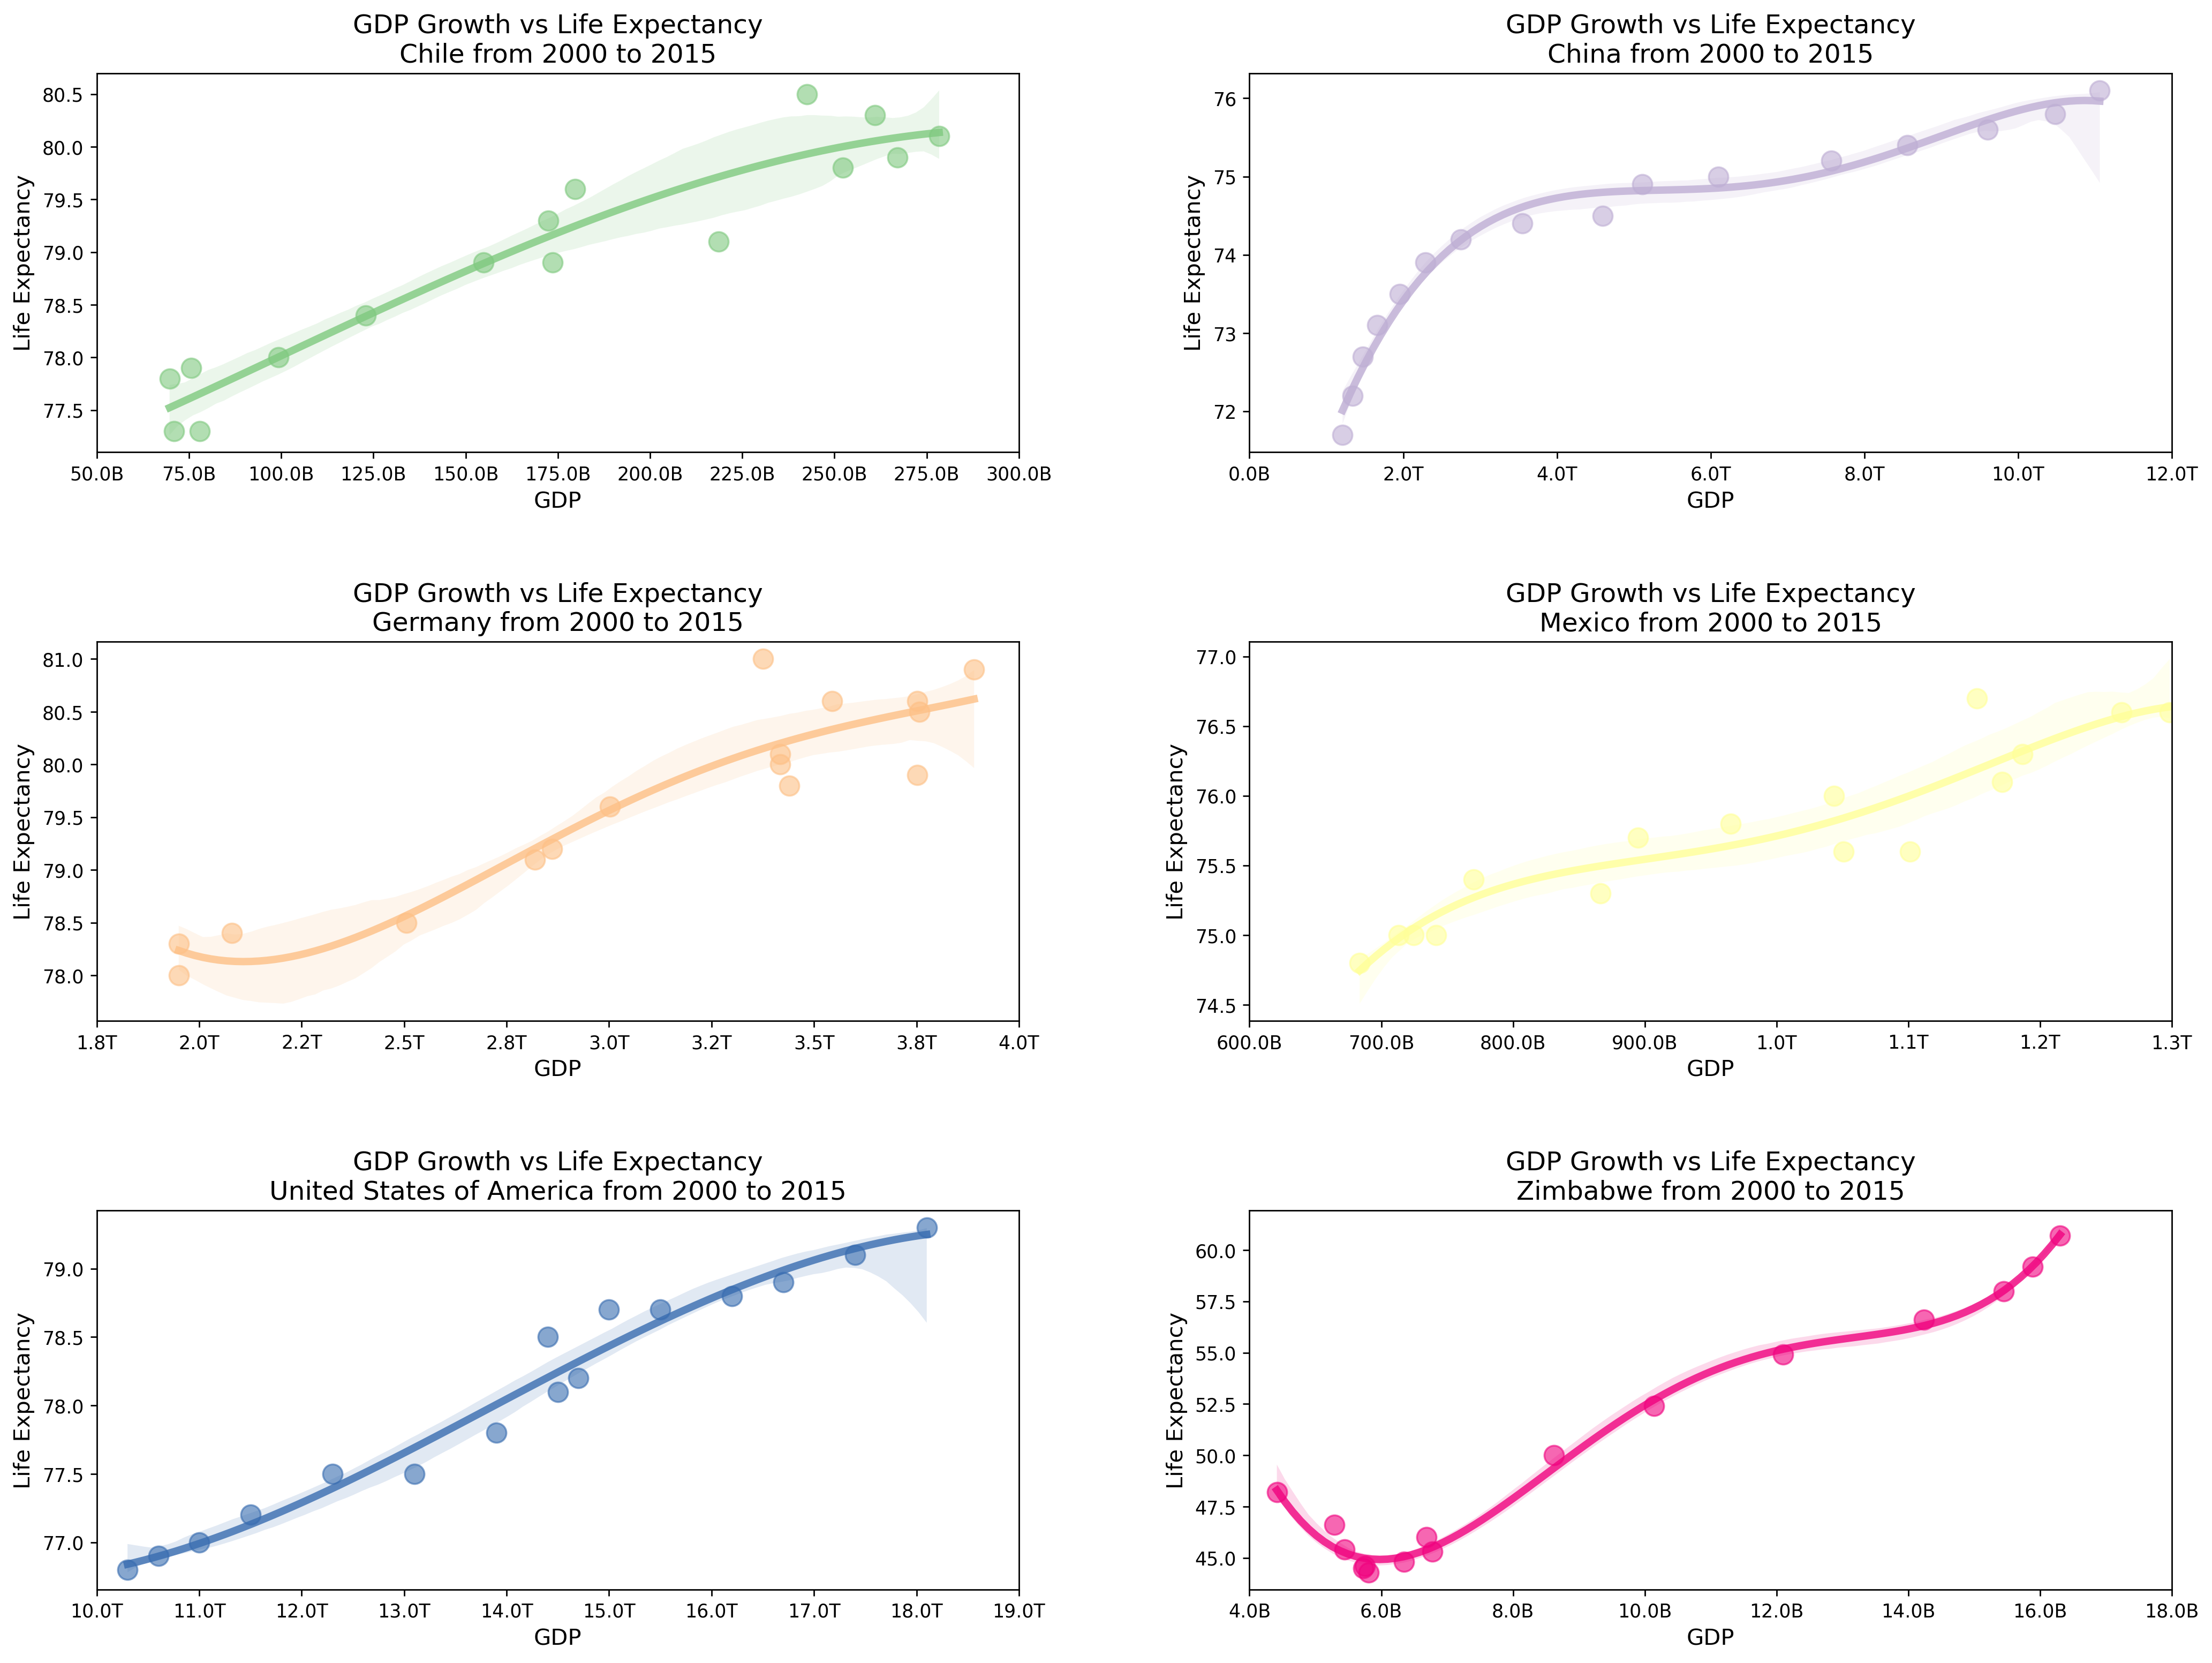 GDP Growth vs Life Expectancy
Chile from 2000 to 2015
80.5
80.0
79.5
79.0
78.5
78.0
77.5
Life Expectancy
50.0B 75.0B 100.0B 125.0B 150.0B 175.0B 200.0B 225.0B 250.0B 275.0B 300.0B
GDP
GDP Growth vs Life Expectancy
China from 2000 to 2015
76
75
74
73
72
Life Expectancy
0.0B 2.0T 4.0T 6.0T 8.0T 10.0T 12.0T
GDP
GDP Growth vs Life Expectancy
Germany from 2000 to 2015
81.0
80.5
80.0
79.5
79.0
78.5
78.0
Life Expectancy
1.8T 2.0T 2.2T 2.5T 2.8T 3.0T 3.2T 3.5T 3.8T 4.0T
GDP
GDP Growth vs Life Expectancy
Mexico from 2000 to 2015
77.0
76.5
76.0
75.5
75.0
74.5
Life Expectancy
600.0B 700.0B 800.0B 900.0B 1.0T 1.1T 1.2T 1.3T
GDP
GDP Growth vs Life Expectancy
United States of America from 2000 to 2015
79.0
78.5
78.0
77.5
77.0
Life Expectancy
10.0T 11.0T 12.0T 13.0T 14.0T 15.0T 16.0T 17.0T 18.0T 19.0T
GDP
GDP Growth vs Life Expectancy
Zimbabwe from 2000 to 2015
60.0
57.5
55.0
52.5
50.0
47.5
45.0
Life Expectancy
4.0B 6.0B 8.0B 10.0B 12.0B 14.0B 16.0B 18.0B
GDP